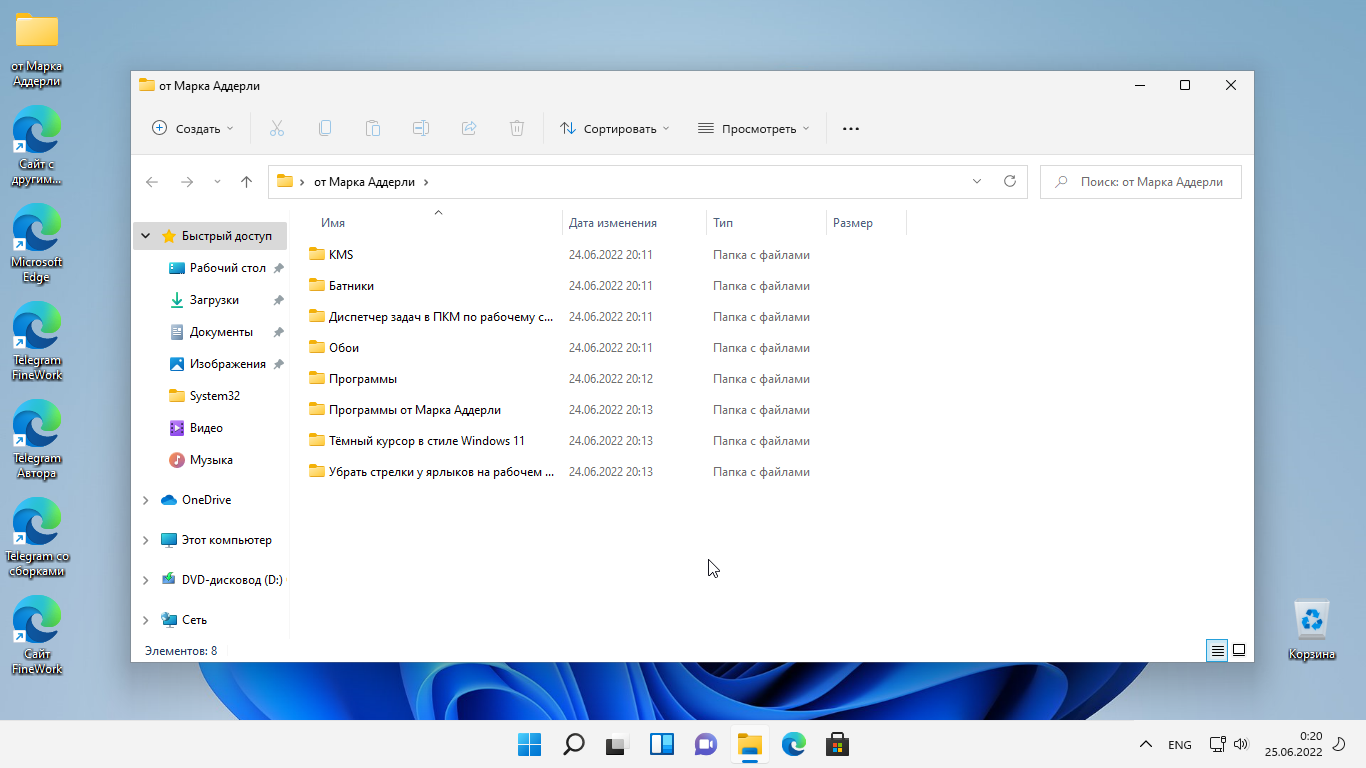 от Марка
Аддерли
Сайт с
другим...
Microsoft
Edge
Telegram
FineWork
Telegram
Автора
Telegram со
сборками
Сайт
FineWork
от Марка Аддерли
Создать
Сортировать
Просмотреть
от Марка Аддерли
Поиск: от Марка Аддерли
Быстрый доступ
Рабочий стол
Загрузки
Документы
Изображения
System32
Видео
Музыка
OneDrive
Этот компьютер
DVD-дисковод (D:)
Сеть
Имя Дата изменения Тип Размер
KMS 24.06.2022 20:11 Папка с файлами
Батники 24.06.2022 20:11 Папка с файлами
Диспетчер задач в ПКМ по рабочему с... 24.06.2022 20:11 Папка с файлами
Обои 24.06.2022 20:11 Папка с файлами
Программы 24.06.2022 20:12 Папка с файлами
Программы от Марка Аддерли 24.06.2022 20:13 Папка с файлами
Тёмный курсор в стиле Windows 11 24.06.2022 20:13 Папка с файлами
Убрать стрелки у ярлыков на рабочем ... 24.06.2022 20:13 Папка с файлами
Элементов: 8
Корзина
ENG
0:20
25.06.2022